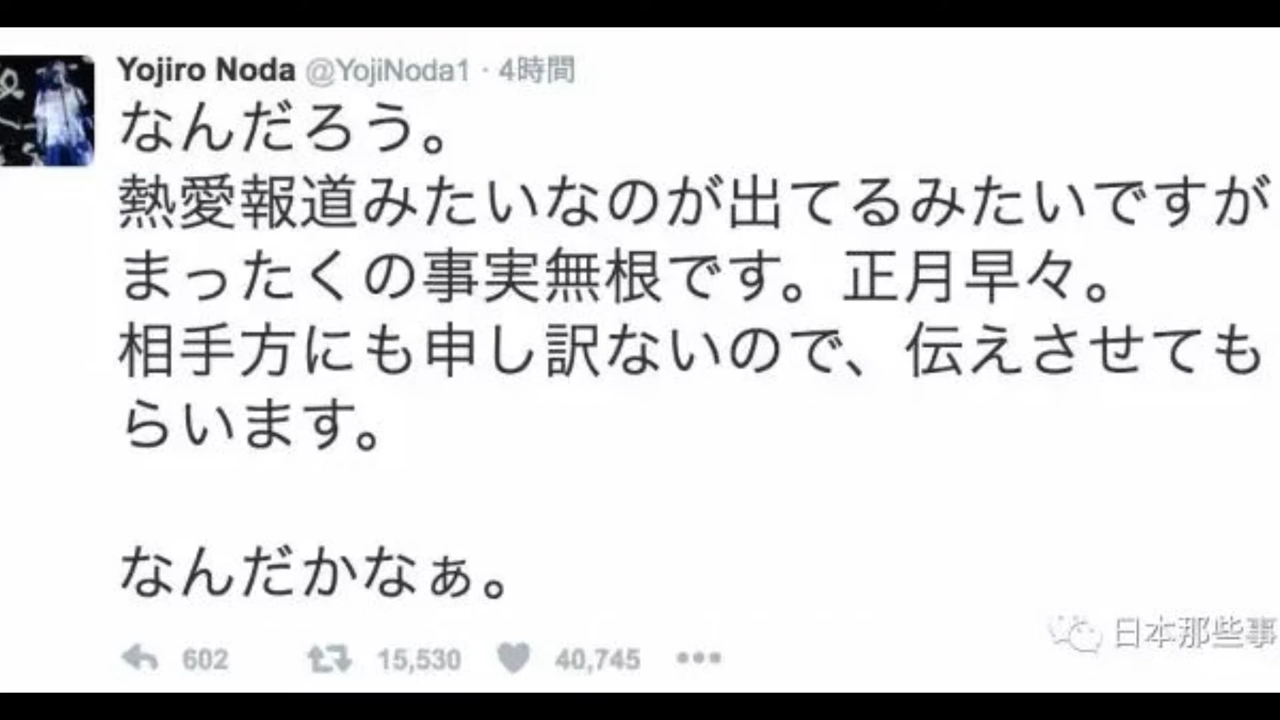 Yojiro Noda @YojiNoda1 · 4時間
なんだろう。
熱愛報道みたいなのが出てるみたいですが
まったくの事実無根です。正月早々。
相手方にも申し訳ないので、伝えさせても
らいます。
なんだかなぁ。
602 15,530 40,745
日本那些事